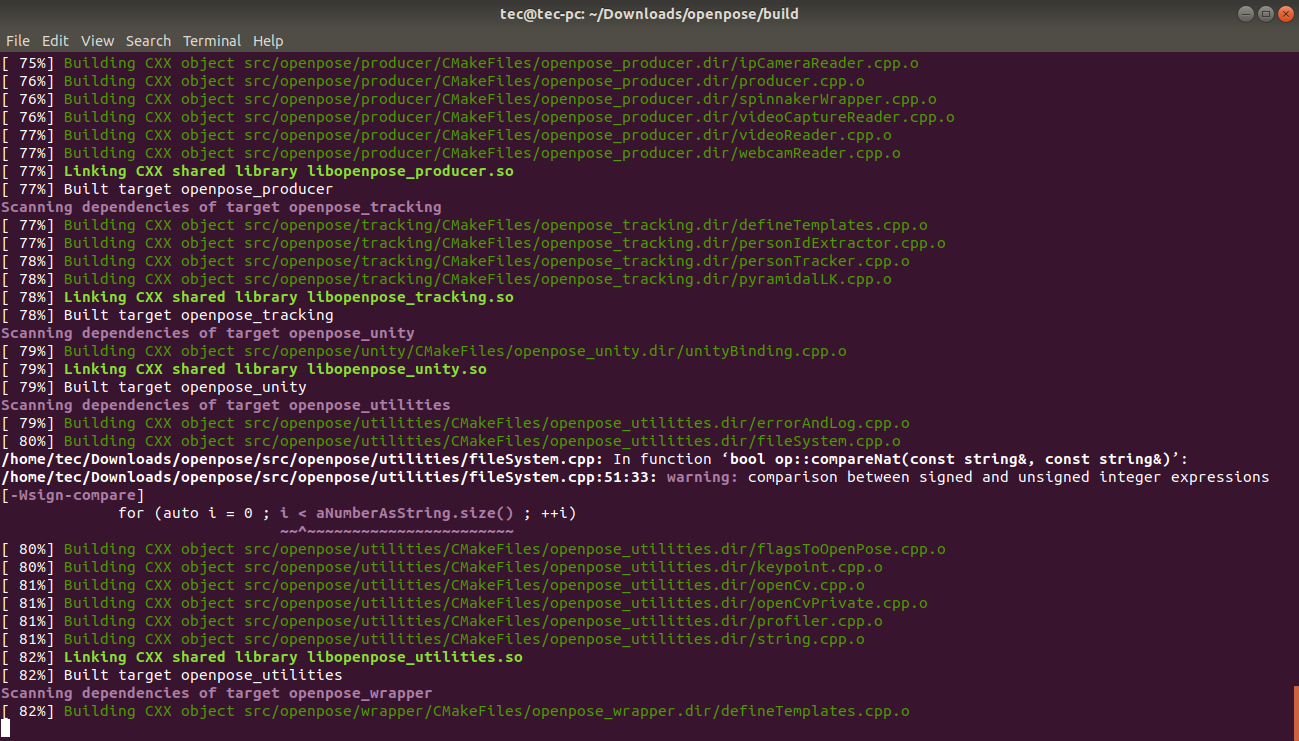 tec@tec-pc: ~/Downloads/openpose/build
File Edit View Search Terminal Help
[ 75%] Building CXX object src/openpose/producer/CMakeFiles/openpose_producer.dir/ipCameraReader.cpp.o
[ 76%] Building CXX object src/openpose/producer/CMakeFiles/openpose_producer.dir/producer.cpp.o
[ 76%] Building CXX object src/openpose/producer/CMakeFiles/openpose_producer.dir/spinnakerWrapper.cpp.o
[ 76%] Building CXX object src/openpose/producer/CMakeFiles/openpose_producer.dir/videoCaptureReader.cpp.o
[ 77%] Building CXX object src/openpose/producer/CMakeFiles/openpose_producer.dir/videoReader.cpp.o
[ 77%] Building CXX object src/openpose/producer/CMakeFiles/openpose_producer.dir/webcamReader.cpp.o
[ 77%] Linking CXX shared library libopenpose_producer.so
[ 77%] Built target openpose_producer
Scanning dependencies of target openpose_tracking
[ 77%] Building CXX object src/openpose/tracking/CMakeFiles/openpose_tracking.dir/defineTemplates.cpp.o
[ 77%] Building CXX object src/openpose/tracking/CMakeFiles/openpose_tracking.dir/personIdExtractor.cpp.o
[ 78%] Building CXX object src/openpose/tracking/CMakeFiles/openpose_tracking.dir/personTracker.cpp.o
[ 78%] Building CXX object src/openpose/tracking/CMakeFiles/openpose_tracking.dir/pyramidalLK.cpp.o
[ 78%] Linking CXX shared library libopenpose_tracking.so
[ 78%] Built target openpose_tracking
Scanning dependencies of target openpose_unity
[ 79%] Building CXX object src/openpose/unity/CMakeFiles/openpose_unity.dir/unityBinding.cpp.o
[ 79%] Linking CXX shared library libopenpose_unity.so
[ 79%] Built target openpose_unity
Scanning dependencies of target openpose_utilities
[ 79%] Building CXX object src/openpose/utilities/CMakeFiles/openpose_utilities.dir/errorAndLog.cpp.o
[ 80%] Building CXX object src/openpose/utilities/CMakeFiles/openpose_utilities.dir/fileSystem.cpp.o
/home/tec/Downloads/openpose/src/openpose/utilities/fileSystem.cpp: In function ‘bool op::compareNat(const string&, const string&)’:
/home/tec/Downloads/openpose/src/openpose/utilities/fileSystem.cpp:51:33: warning: comparison between signed and unsigned integer expressions
[-Wsign-compare]
for (auto i = 0 ; i < aNumberAsString.size() ; ++i)
~~^~~~~~~~~~~~~~~~~~~~~~~~
[ 80%] Building CXX object src/openpose/utilities/CMakeFiles/openpose_utilities.dir/flagsToOpenPose.cpp.o
[ 80%] Building CXX object src/openpose/utilities/CMakeFiles/openpose_utilities.dir/keypoint.cpp.o
[ 81%] Building CXX object src/openpose/utilities/CMakeFiles/openpose_utilities.dir/openCv.cpp.o
[ 81%] Building CXX object src/openpose/utilities/CMakeFiles/openpose_utilities.dir/openCvPrivate.cpp.o
[ 81%] Building CXX object src/openpose/utilities/CMakeFiles/openpose_utilities.dir/profiler.cpp.o
[ 81%] Building CXX object src/openpose/utilities/CMakeFiles/openpose_utilities.dir/string.cpp.o
[ 82%] Linking CXX shared library libopenpose_utilities.so
[ 82%] Built target openpose_utilities
Scanning dependencies of target openpose_wrapper
[ 82%] Building CXX object src/openpose/wrapper/CMakeFiles/openpose_wrapper.dir/defineTemplates.cpp.o